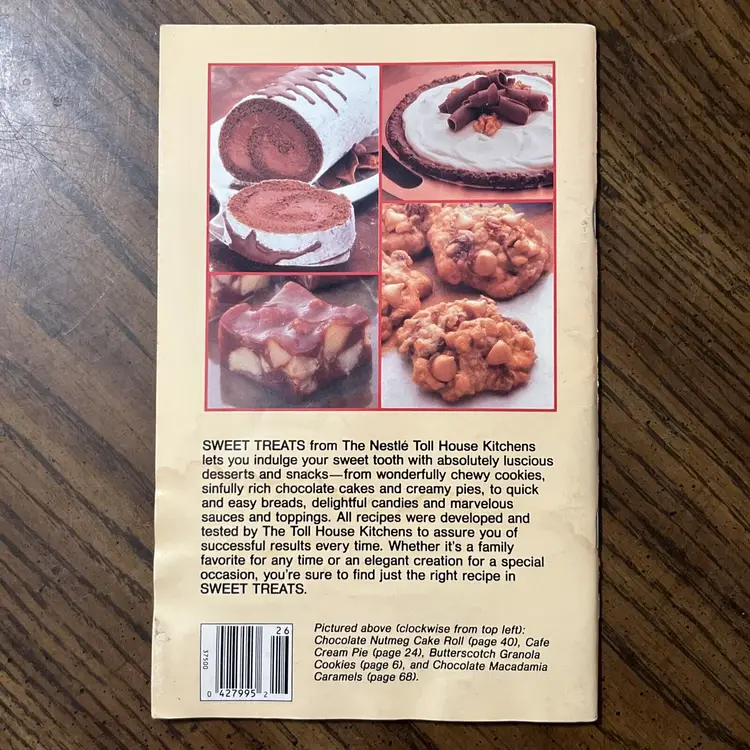 SWEET TREATS from The Nestlé Toll House Kitchens
lets you indulge your sweet tooth with absolutely luscious
desserts and snacks—from wonderfully chewy cookies,
sinfully rich chocolate cakes and creamy pies, to quick
and easy breads, delightful candies and marvelous
sauces and toppings. All recipes were developed and
tested by The Toll House Kitchens to assure you of
successful results every time. Whether it's a family
favorite for any time or an elegant creation for a special
occasion, you're sure to find just the right recipe in
SWEET TREATS.
26
37500
0 427995 2
Pictured above (clockwise from top left):
Chocolate Nutmeg Cake Roll (page 40), Cafe
Cream Pie (page 24), Butterscotch Granola
Cookies (page 6), and Chocolate Macadamia
Caramels (page 68).